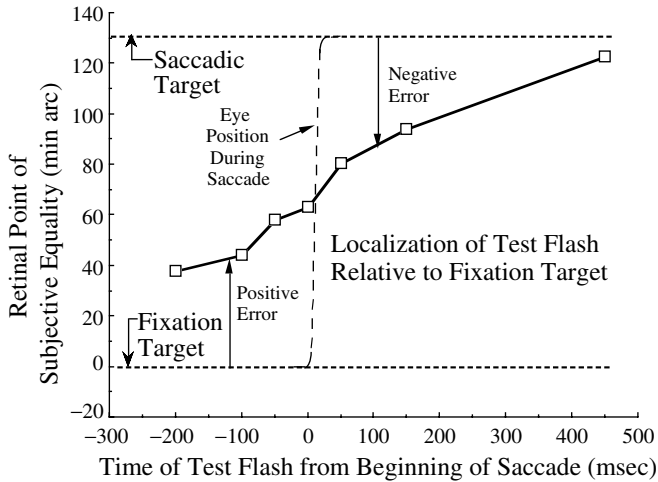 140
120
100
80
60
40
20
0
−20
Retinal Point of
Subjective Equality (min arc)
Saccadic
Target
Eye
Position
During
Saccade
Negative
Error
Localization of Test Flash
Relative to Fixation Target
Positive
Error
Fixation
Target
−300
−200
−100
0
100
200
300
400
500
Time of Test Flash from Beginning of Saccade (msec)